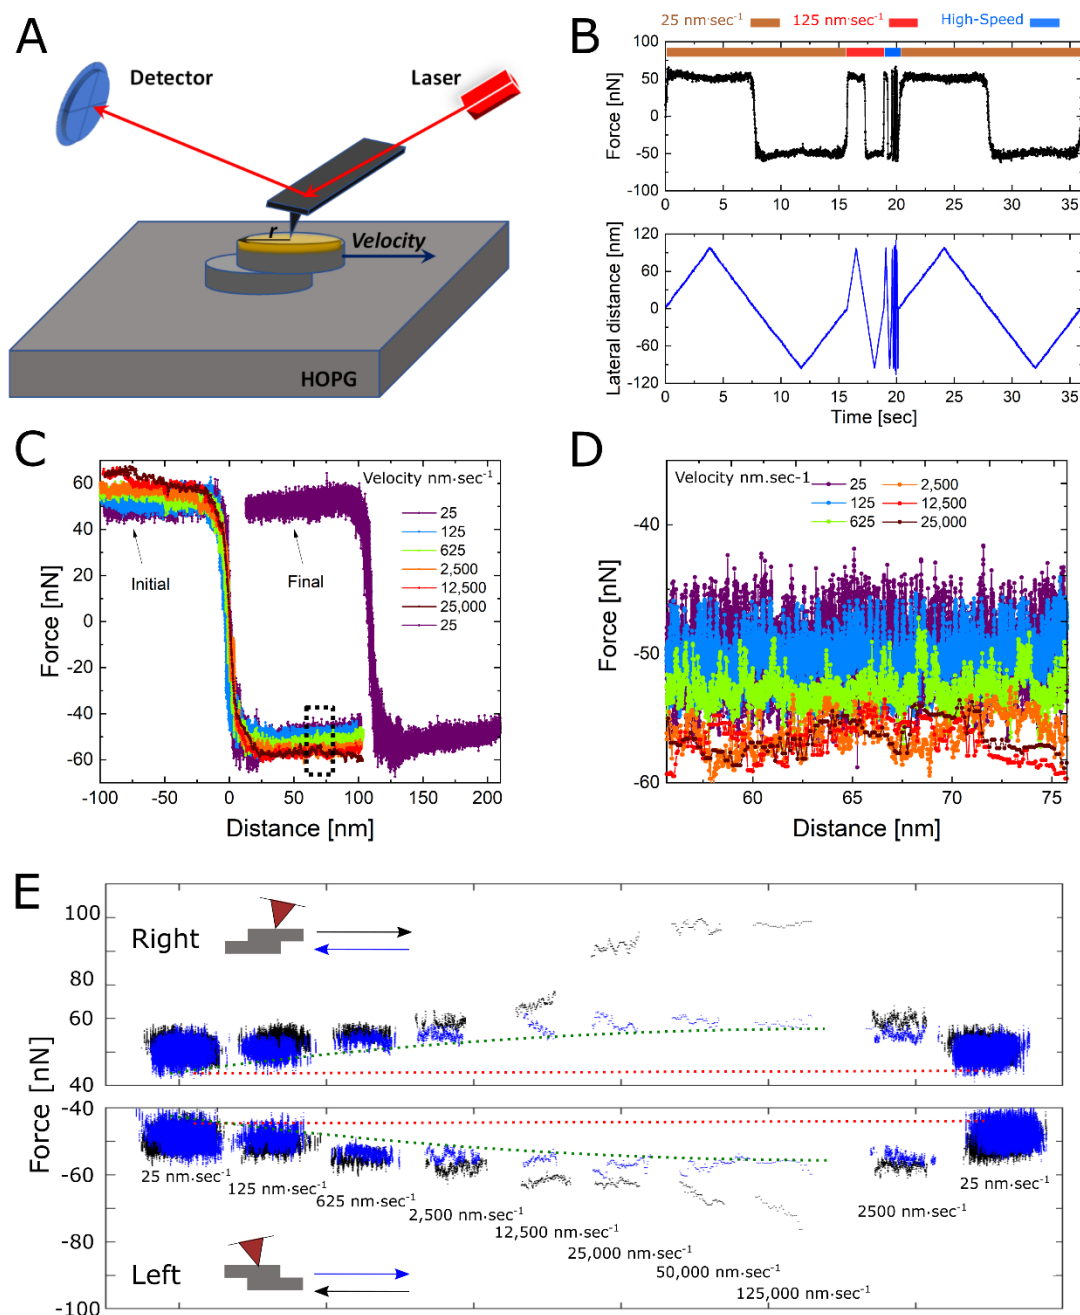 A
Detector
Laser
r
Velocity
HOPG
B
25 nm·sec⁻¹ 125 nm·sec⁻¹ High-Speed
Force [nN]
100
50
0
-50
-100
0 5 10 15 20 25 30 35
Lateral distance [nm]
120
60
0
-60
-120
0 5 10 15 20 25 30 35
Time [sec]
C
Velocity nm·sec⁻¹
25
125
625
2,500
12,500
25,000
25
Initial
Final
Force [nN]
60
40
20
0
-20
-40
-60
-100 -50 0 50 100 150 200
Distance [nm]
D
Velocity nm.sec-1
25 2,500
125 12,500
625 25,000
Force [nN]
-40
-50
-60
60 65 70 75
Distance [nm]
E
Right
100
80
60
40
Force [nN]
-40
-60
-80
-100
25 nm·sec⁻¹
125 nm·sec⁻¹
625 nm·sec⁻¹
2,500 nm·sec⁻¹
12,500 nm·sec⁻¹
25,000 nm·sec⁻¹
50,000 nm·sec⁻¹
125,000 nm·sec⁻¹
2500 nm·sec⁻¹
25 nm·sec⁻¹
Left